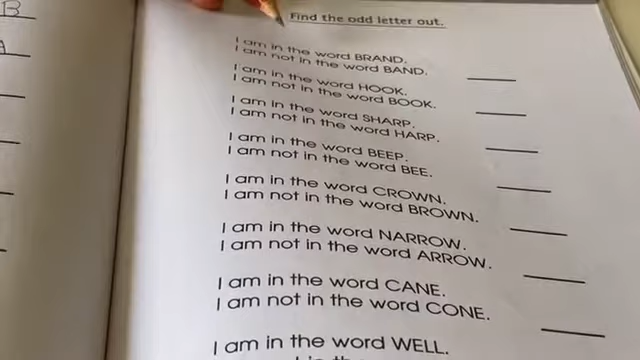 B
A
Find the odd letter out.
I am in the word BRAND.
I am not in the word BAND.
I am in the word HOOK.
I am not in the word BOOK.
I am in the word SHARP.
I am not in the word HARP.
I am in the word BEEP.
I am not in the word BEE.
I am in the word CROWN.
I am not in the word BROWN.
I am in the word NARROW.
I am not in the word ARROW.
I am in the word CANE.
I am not in the word CONE.
I am in the word WELL.